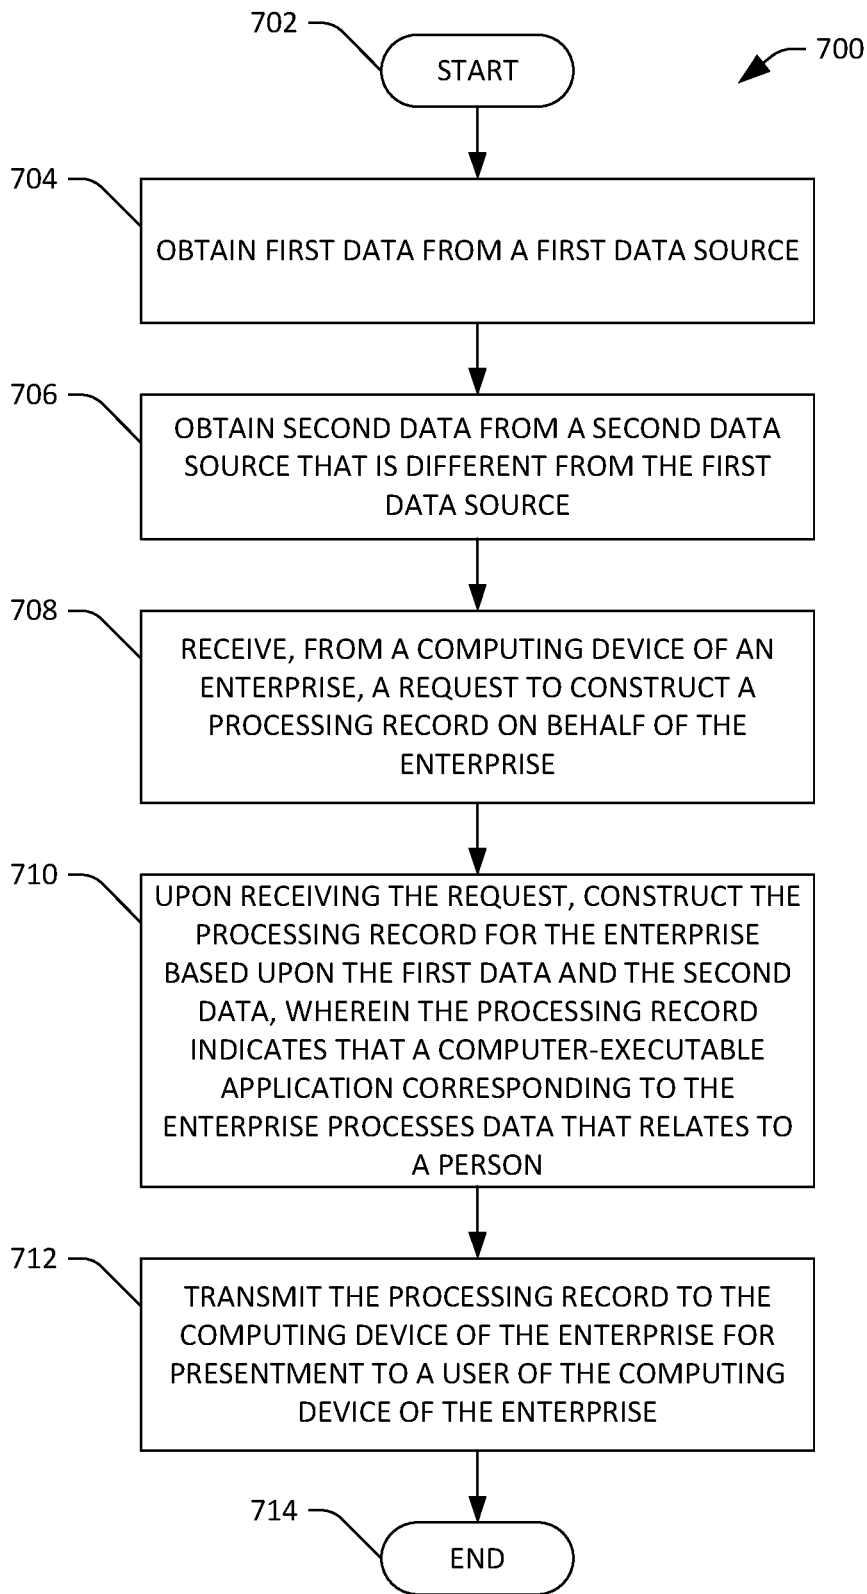 702
START
700
704
OBTAIN FIRST DATA FROM A FIRST DATA SOURCE
706
OBTAIN SECOND DATA FROM A SECOND DATA
SOURCE THAT IS DIFFERENT FROM THE FIRST
DATA SOURCE
708
RECEIVE, FROM A COMPUTING DEVICE OF AN
ENTERPRISE, A REQUEST TO CONSTRUCT A
PROCESSING RECORD ON BEHALF OF THE
ENTERPRISE
710
UPON RECEIVING THE REQUEST, CONSTRUCT THE
PROCESSING RECORD FOR THE ENTERPRISE
BASED UPON THE FIRST DATA AND THE SECOND
DATA, WHEREIN THE PROCESSING RECORD
INDICATES THAT A COMPUTER-EXECUTABLE
APPLICATION CORRESPONDING TO THE
ENTERPRISE PROCESSES DATA THAT RELATES TO
A PERSON
712
TRANSMIT THE PROCESSING RECORD TO THE
COMPUTING DEVICE OF THE ENTERPRISE FOR
PRESENTMENT TO A USER OF THE COMPUTING
DEVICE OF THE ENTERPRISE
714
END